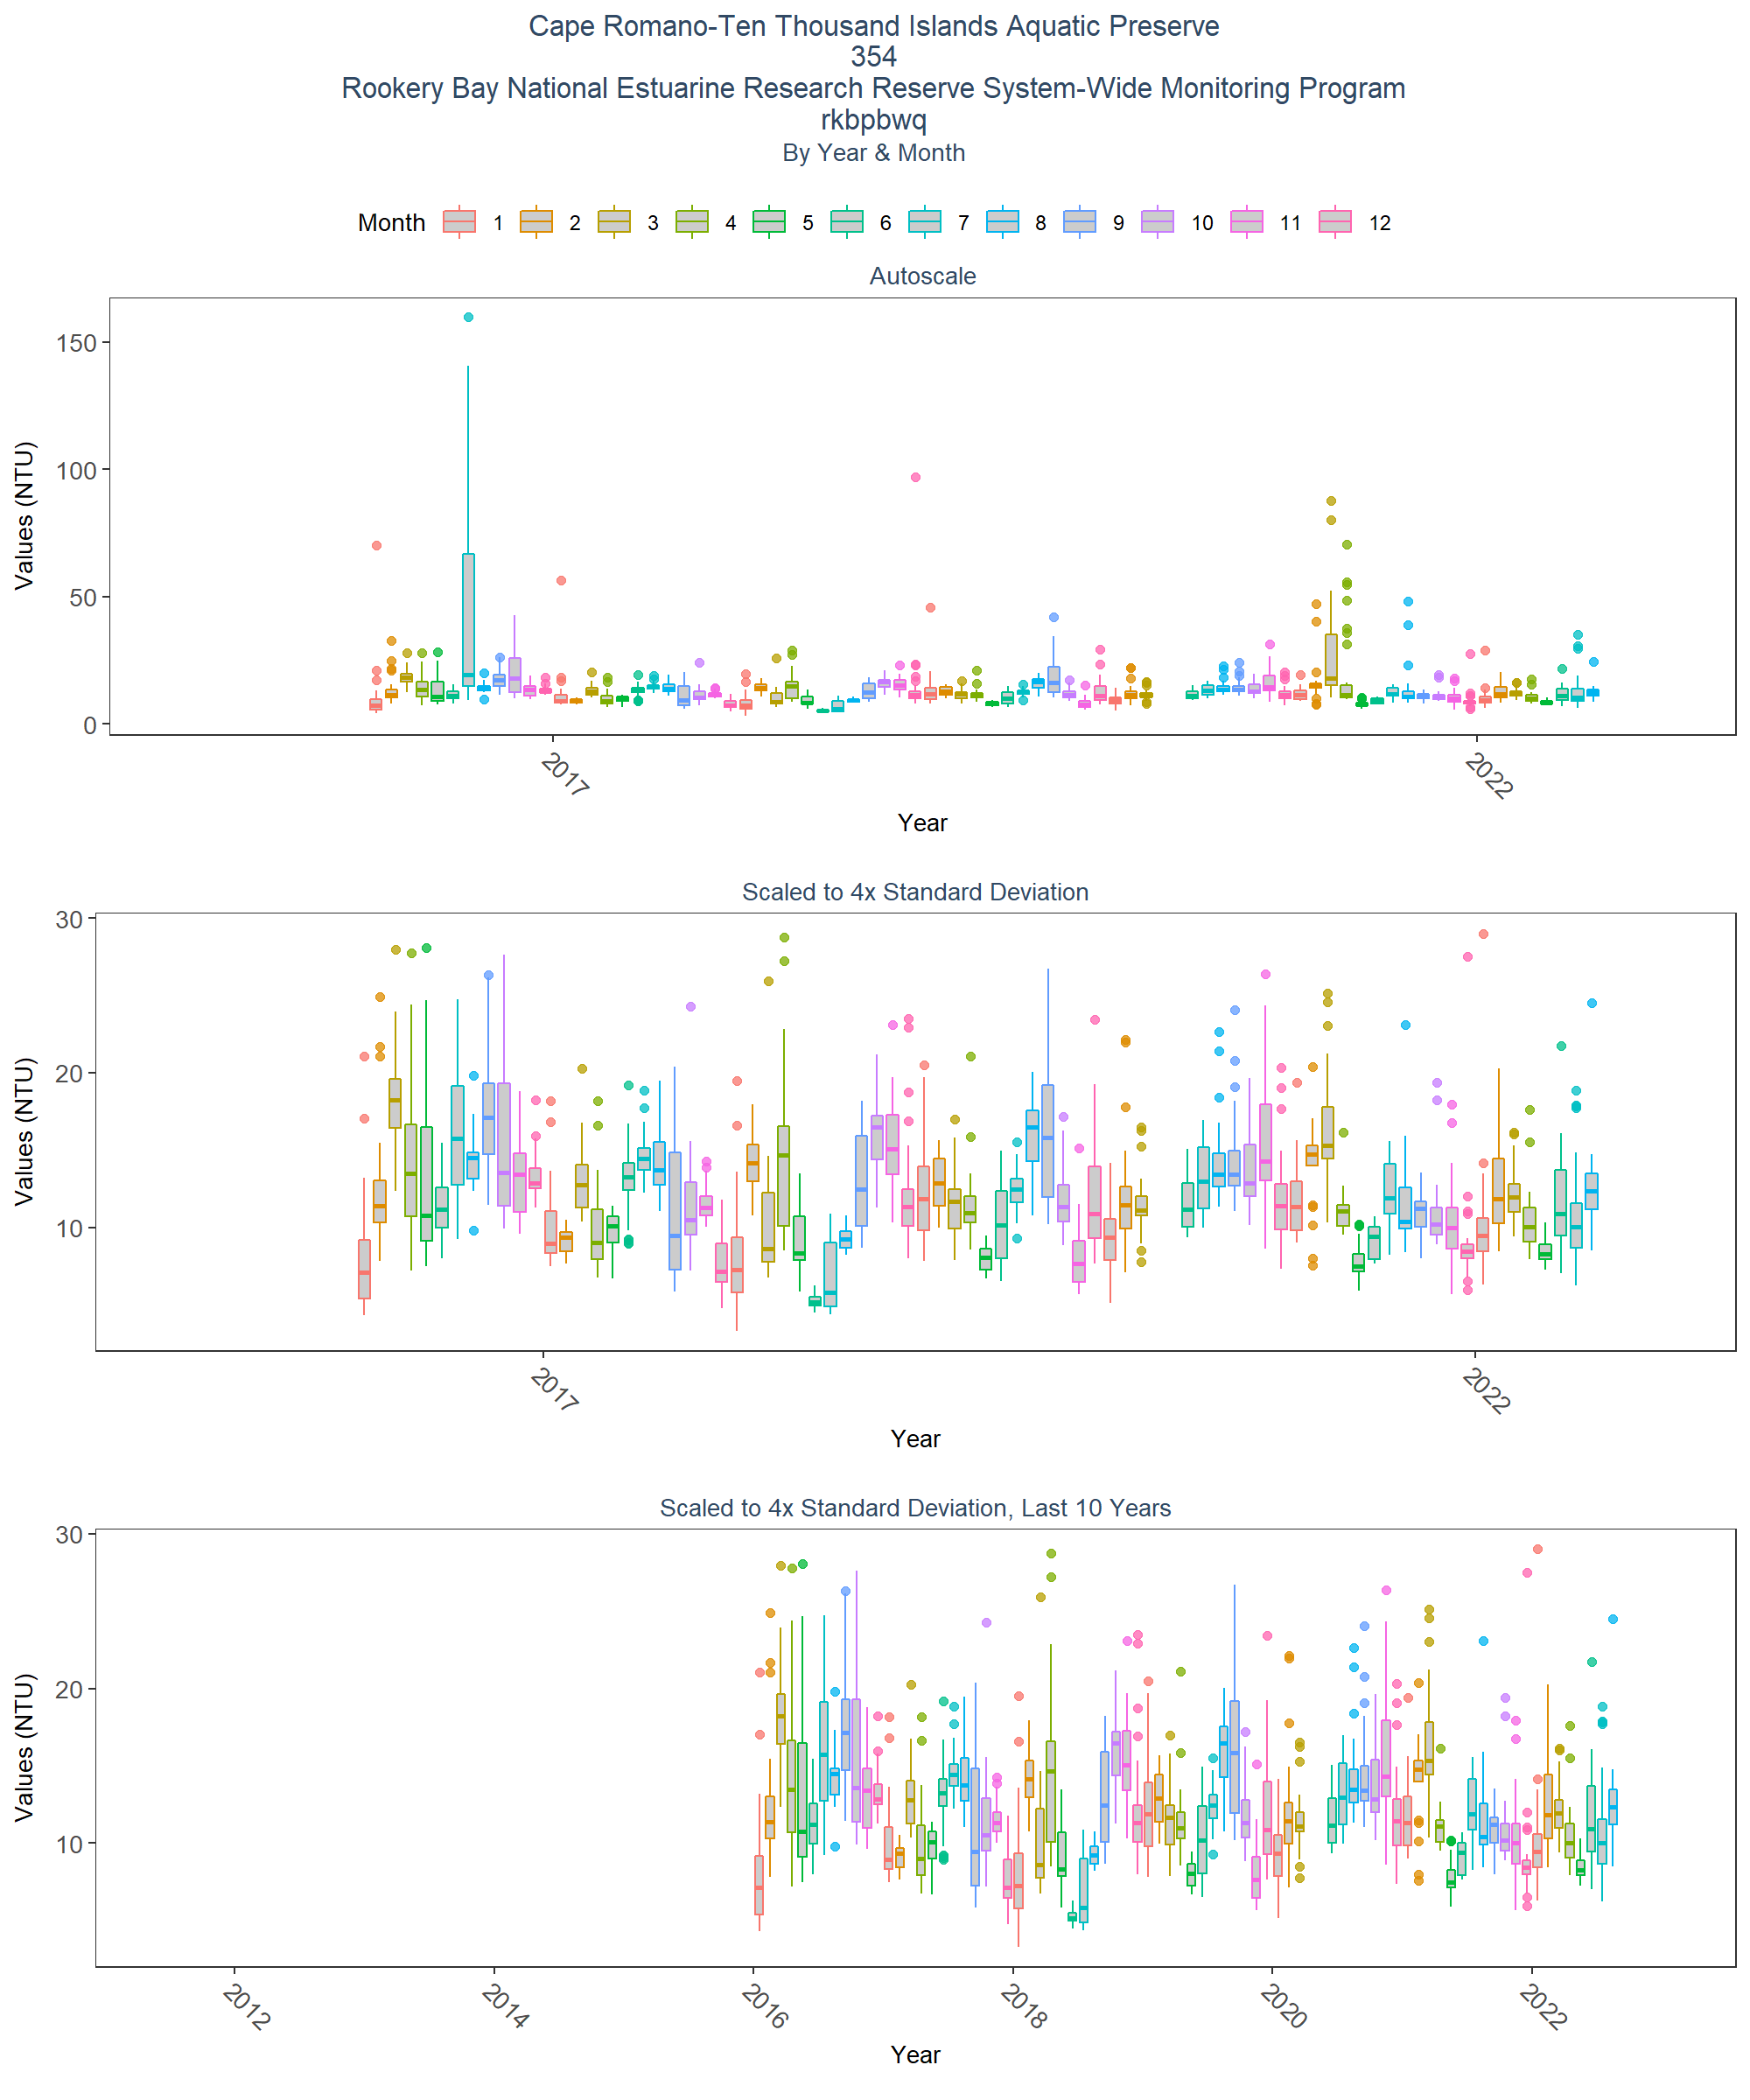 Cape Romano-Ten Thousand Islands Aquatic Preserve
354
Rookery Bay National Estuarine Research Reserve System-Wide Monitoring Program
rkbpbwq
By Year & Month
Month 1 2 3 4 5 6 7 8 9 10 11 12
Autoscale
Values (NTU)
150
100
50
0
2017 2022
Year
Scaled to 4x Standard Deviation
Values (NTU)
30
20
10
2017 2022
Year
Scaled to 4x Standard Deviation, Last 10 Years
Values (NTU)
30
20
10
2012 2014 2016 2018 2020 2022
Year